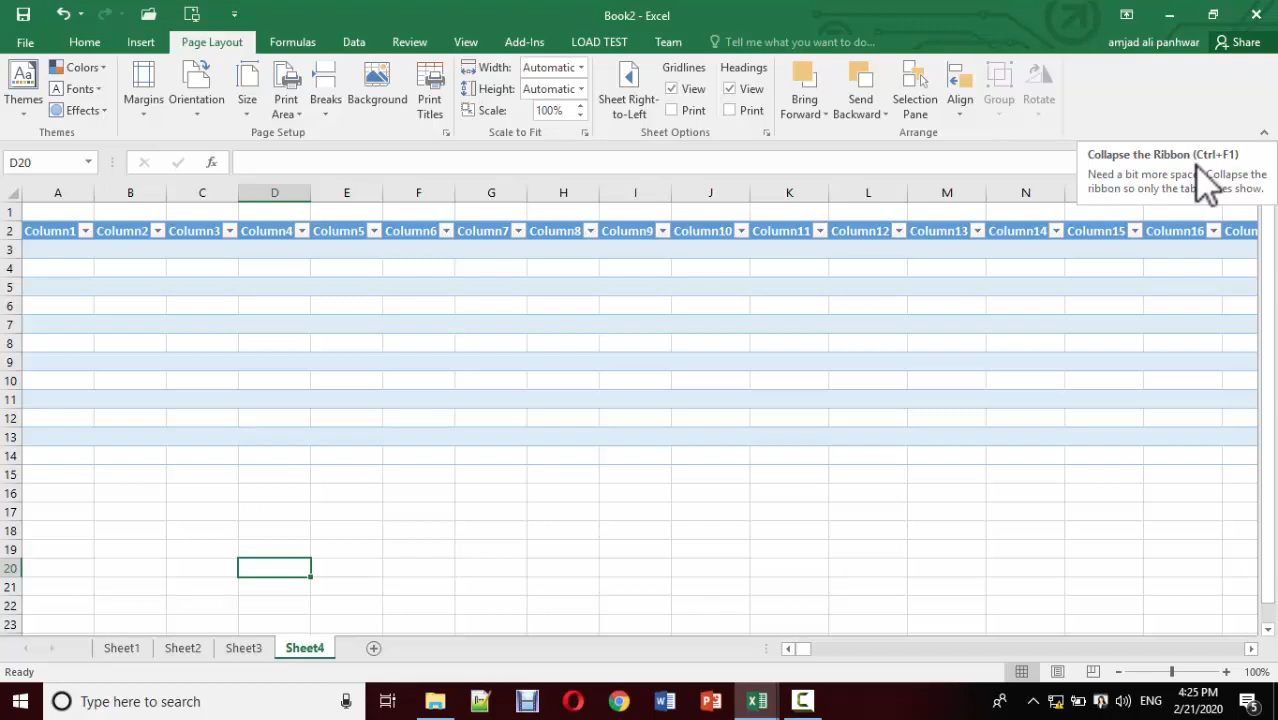 Book2 - Excel
File Home Insert Page Layout Formulas Data Review View Add-Ins LOAD TEST Team Tell me what you want to do... amjad ali panhwar Share
Themes
Colors
Fonts
Effects
Themes
Margins
Orientation
Size
Print Area
Breaks
Background
Print Titles
Page Setup
Width: Automatic
Height: Automatic
Scale: 100%
Scale to Fit
Sheet Right-to-Left
Gridlines
View
Print
Headings
View
Print
Sheet Options
Bring Forward
Send Backward
Selection Pane
Align
Group
Rotate
Arrange
D20
fx
Collapse the Ribbon (Ctrl+F1)
Need a bit more space? Collapse the
ribbon so only the tab show.
A B C D E F G H I J K L M N
1
2 Column1 Column2 Column3 Column4 Column5 Column6 Column7 Column8 Column9 Column10 Column11 Column12 Column13 Column14 Column15 Column16 Colun
3
4
5
6
7
8
9
10
11
12
13
14
15
16
17
18
19
20
21
22
23
Sheet1 Sheet2 Sheet3 Sheet4
Ready 100%
Type here to search
ENG
4:25 PM
2/21/2020
5